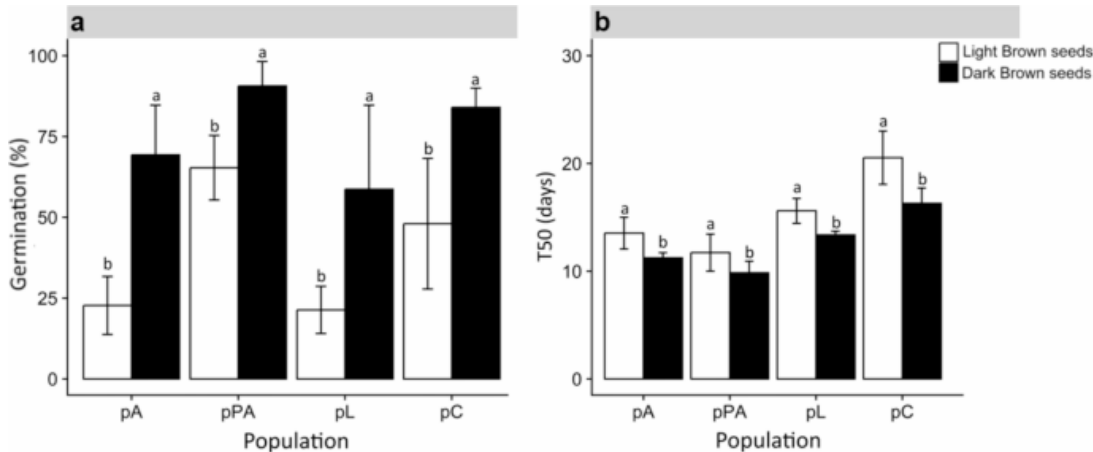 a
100
75
50
25
0
Germination (%)
b
a
b
a
b
a
b
a
pA
pPA
pL
pC
Population
b
30
20
10
0
T50 (days)
Light Brown seeds
Dark Brown seeds
a
b
a
b
a
b
a
b
pA
pPA
pL
pC
Population